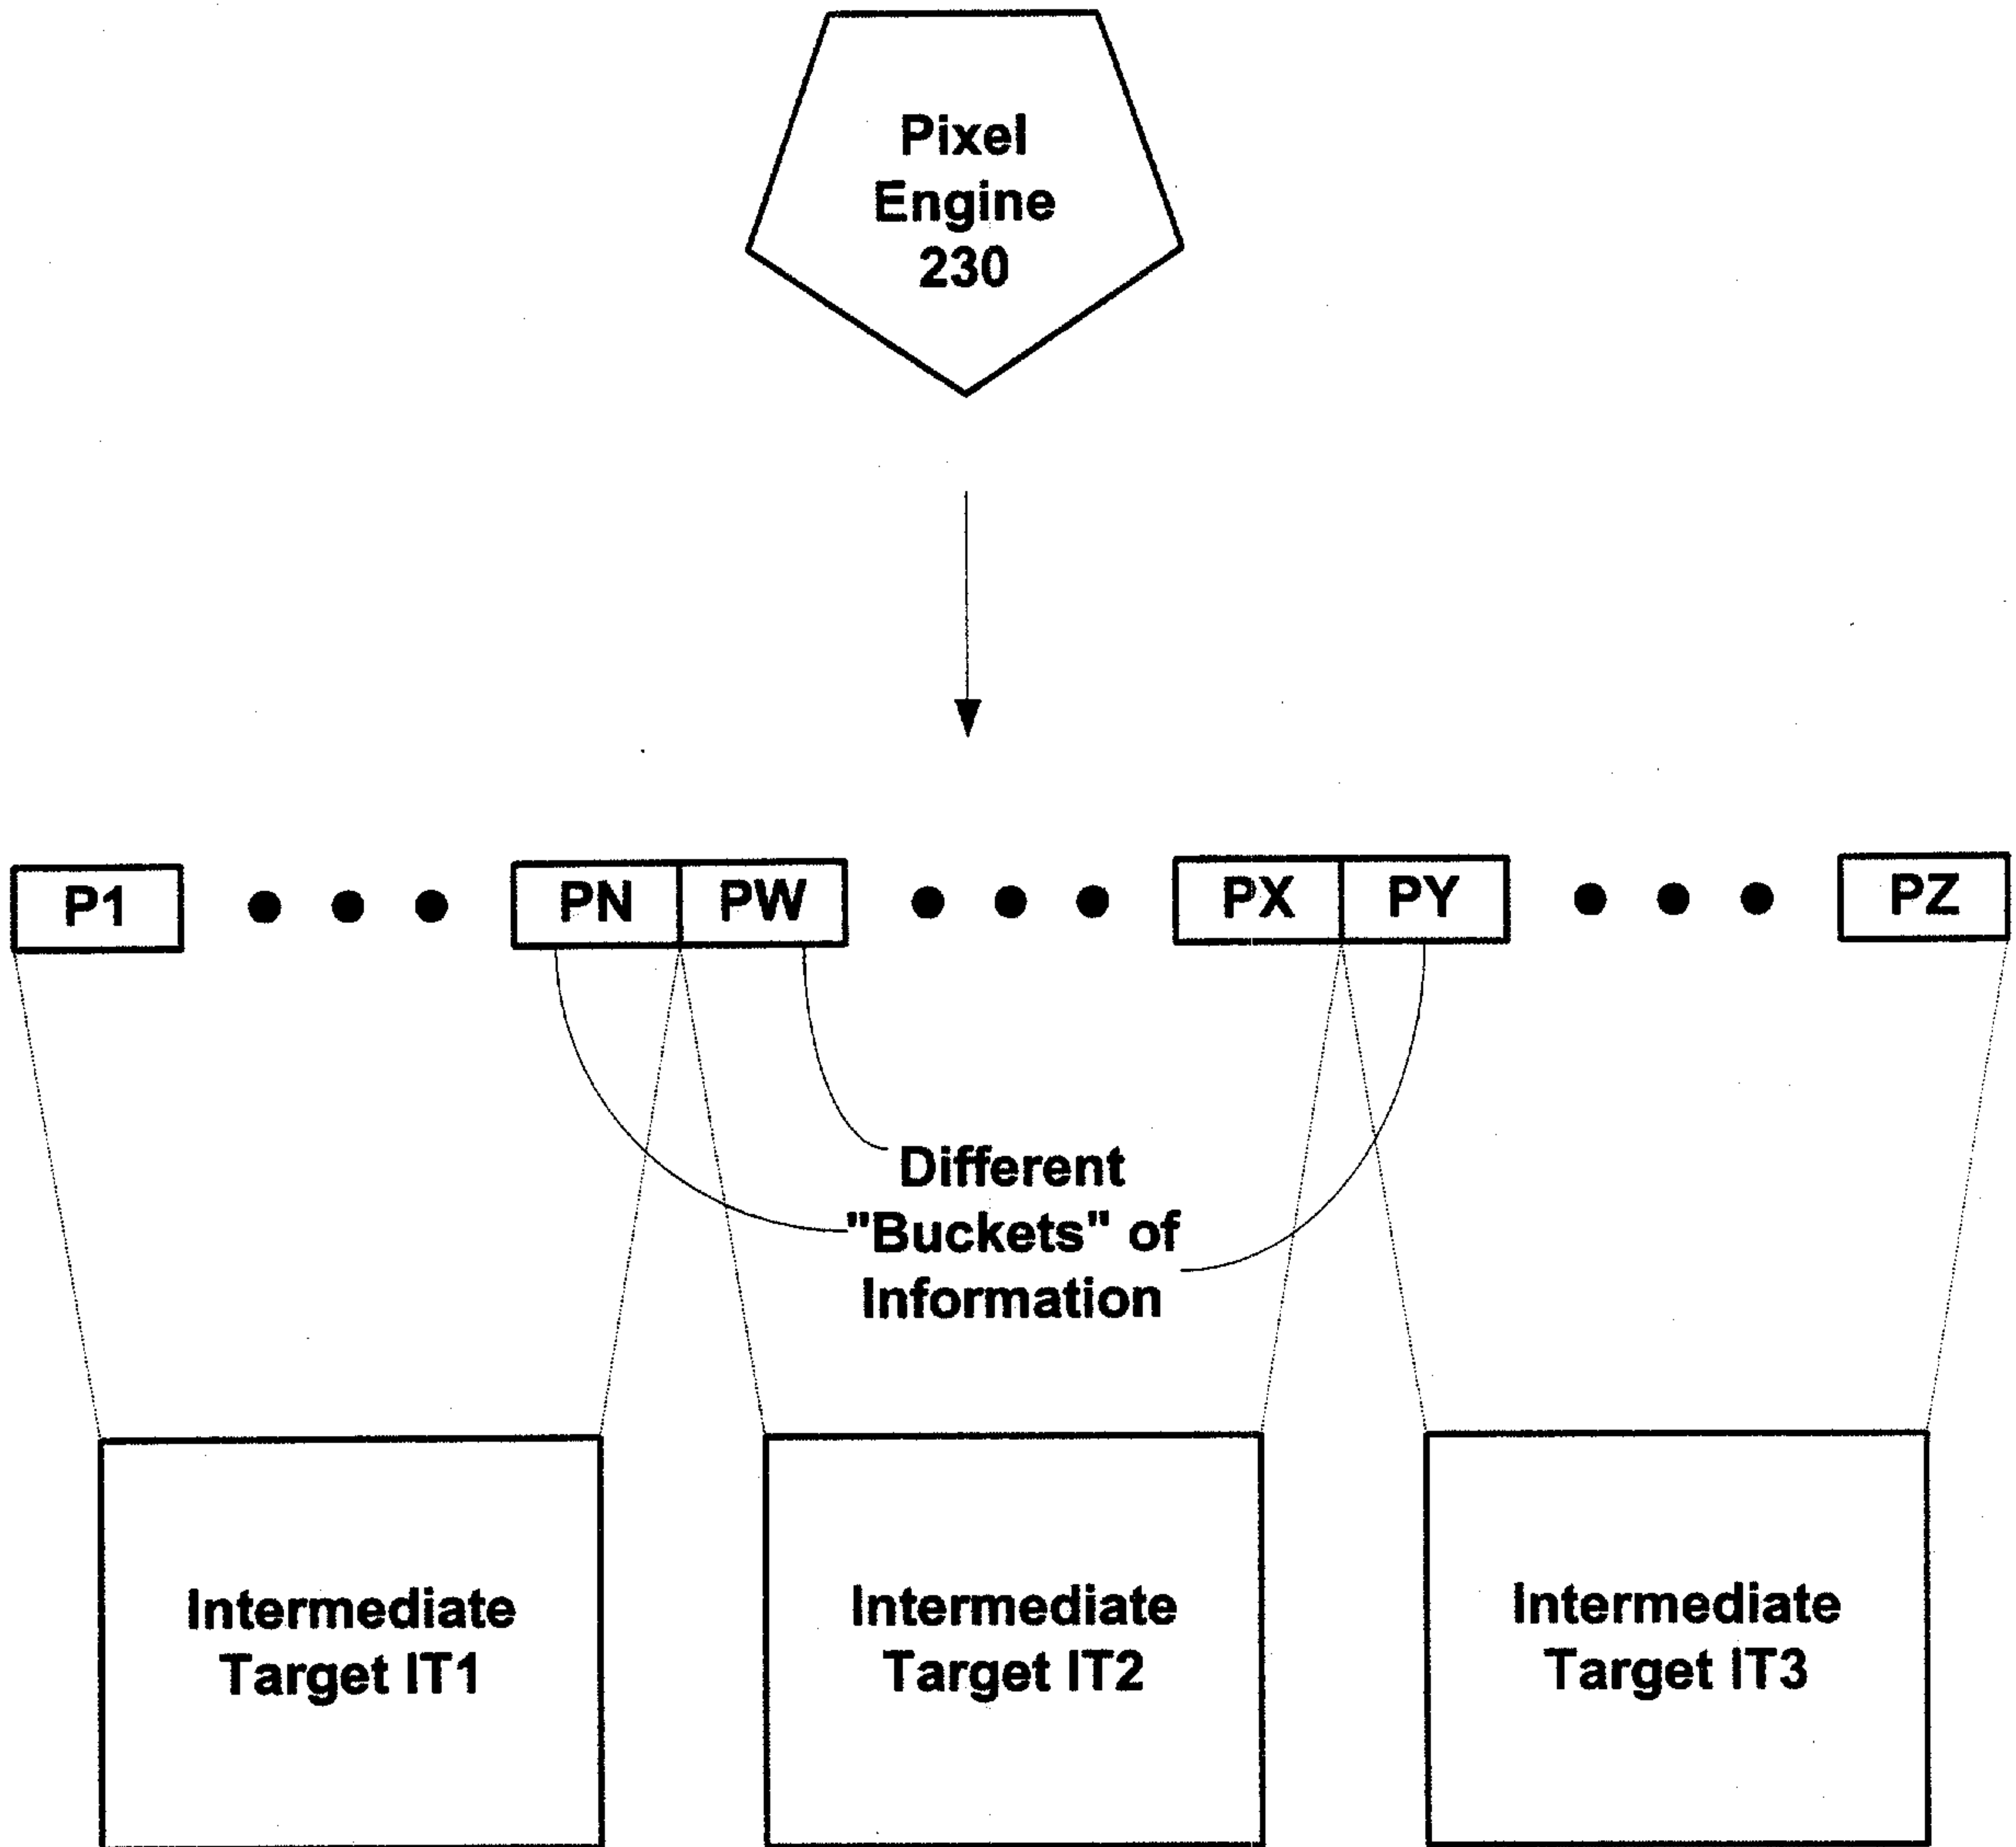 Pixel
Engine
230
P1
PN
PW
PX
PY
PZ
Different
"Buckets" of
Information
Intermediate
Target IT1
Intermediate
Target IT2
Intermediate
Target IT3